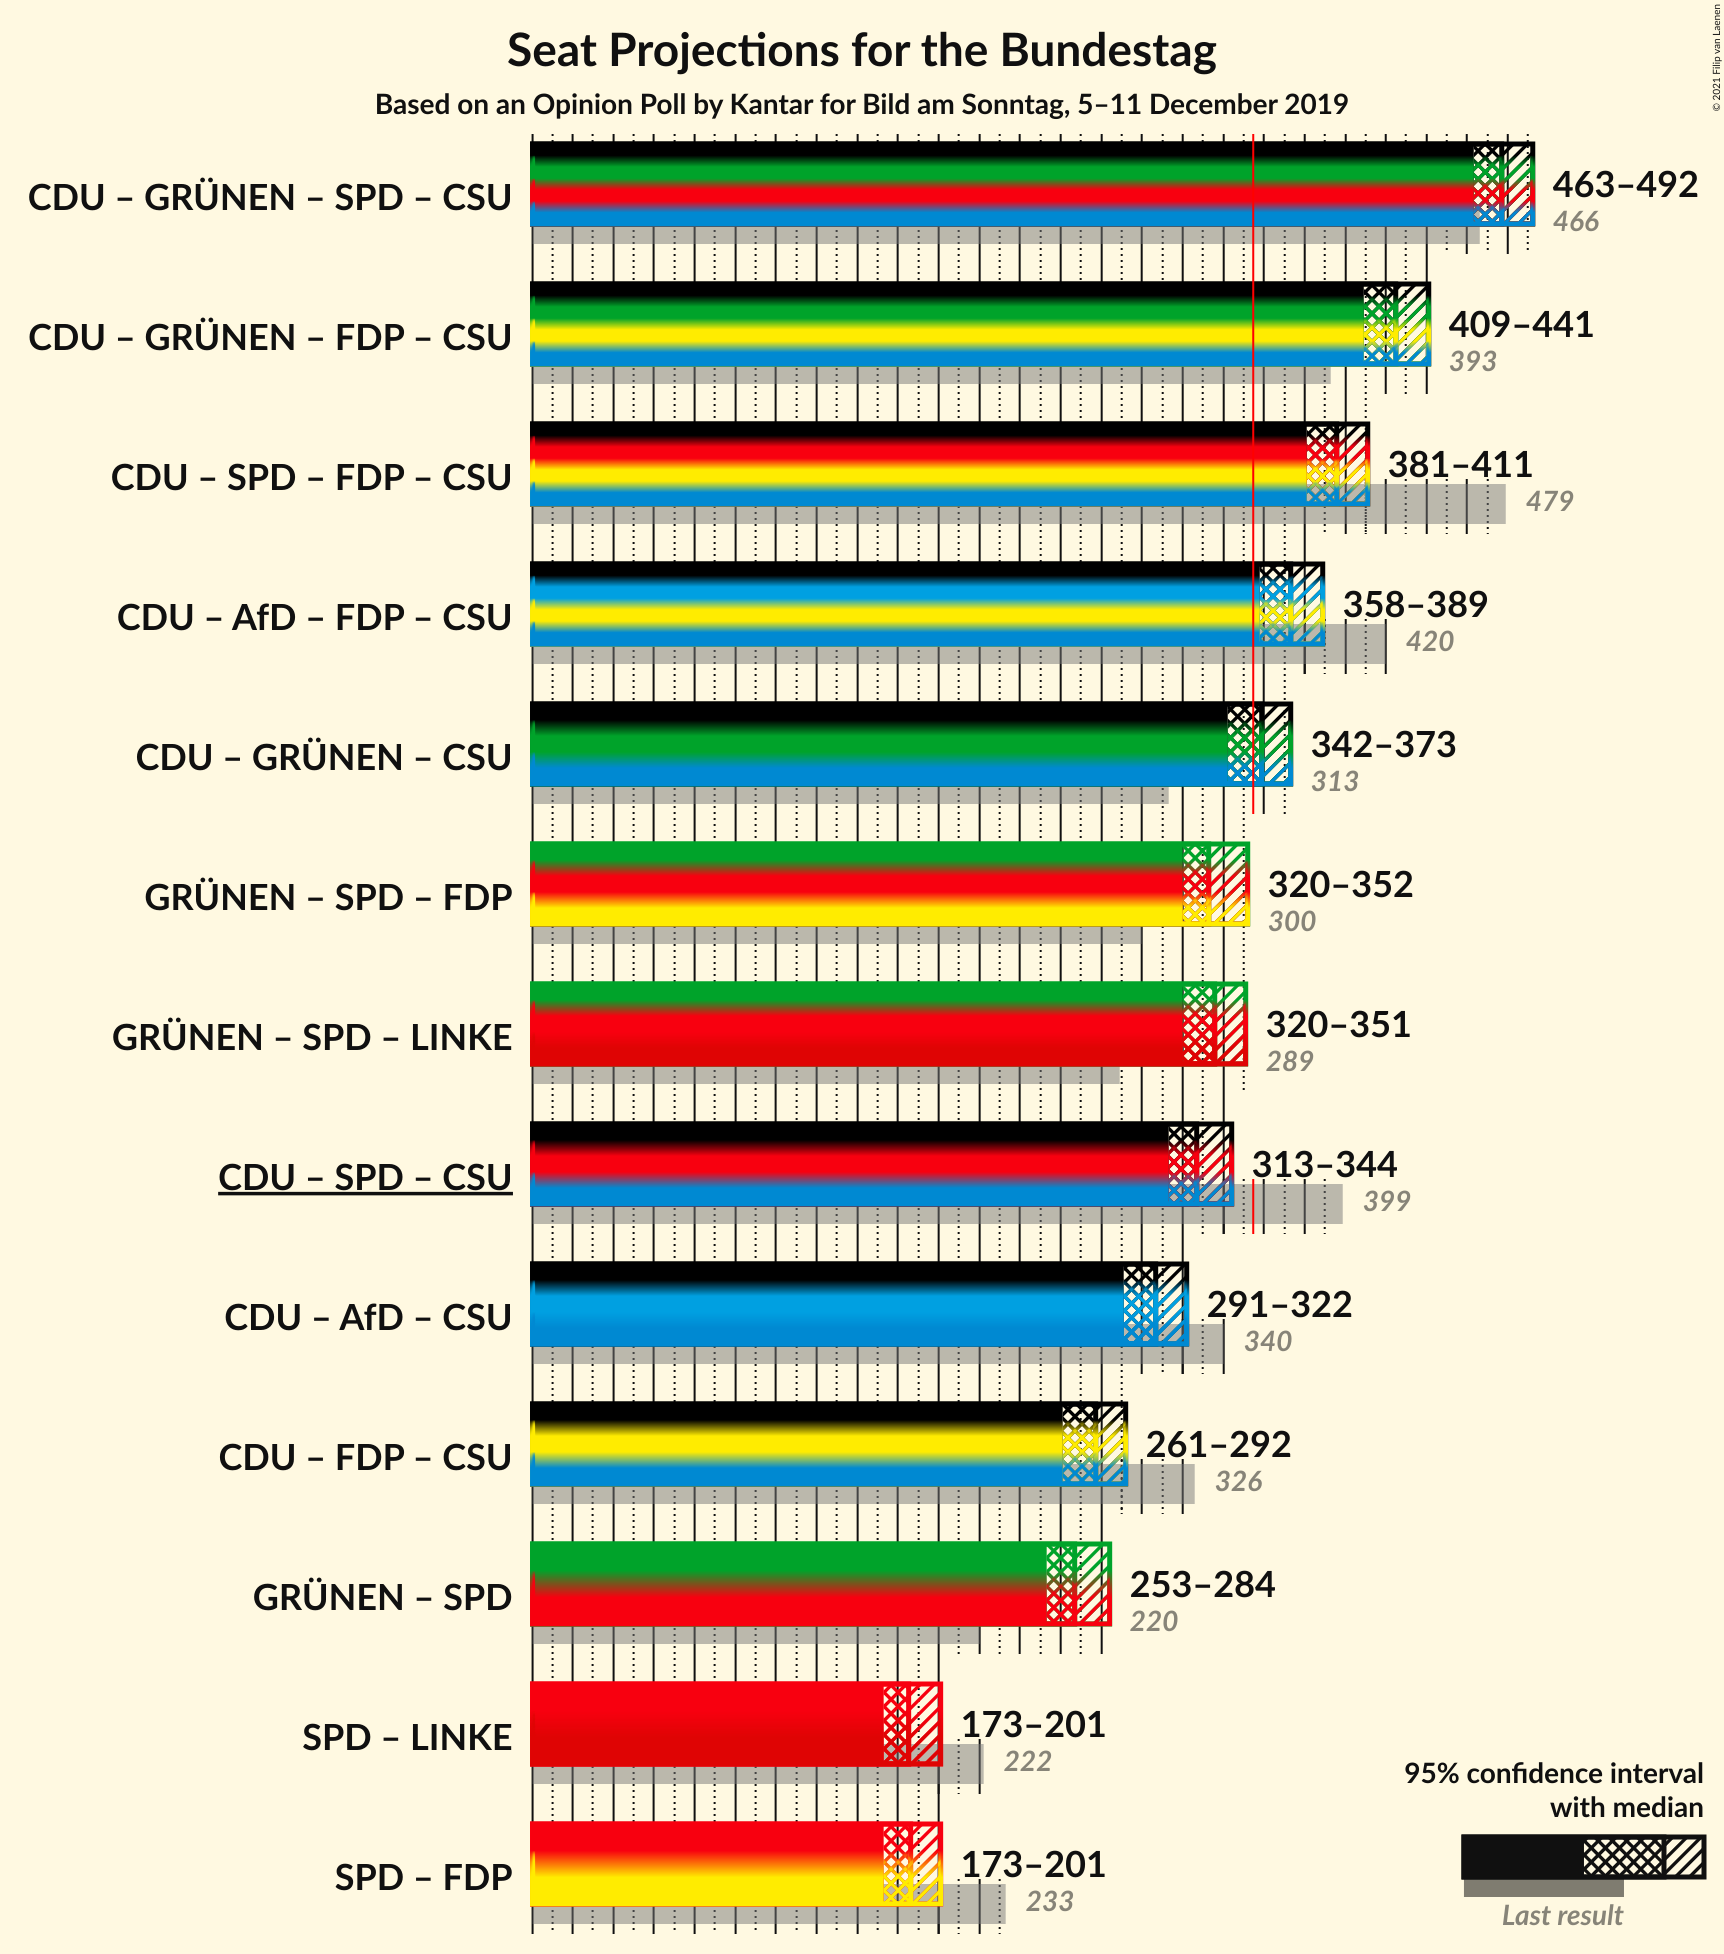 Seat Projections for the Bundestag
Based on an Opinion Poll by Kantar for Bild am Sonntag, 5–11 December 2019
© 2021 Filip van Laenen
CDU – GRÜNEN – SPD – CSU
463–492
466
CDU – GRÜNEN – FDP – CSU
409–441
393
CDU – SPD – FDP – CSU
381–411
479
CDU – AfD – FDP – CSU
358–389
420
CDU – GRÜNEN – CSU
342–373
313
GRÜNEN – SPD – FDP
320–352
300
GRÜNEN – SPD – LINKE
320–351
289
CDU – SPD – CSU
313–344
399
CDU – AfD – CSU
291–322
340
CDU – FDP – CSU
261–292
326
GRÜNEN – SPD
253–284
220
SPD – LINKE
173–201
222
SPD – FDP
173–201
233
95% confidence interval
with median
Last result